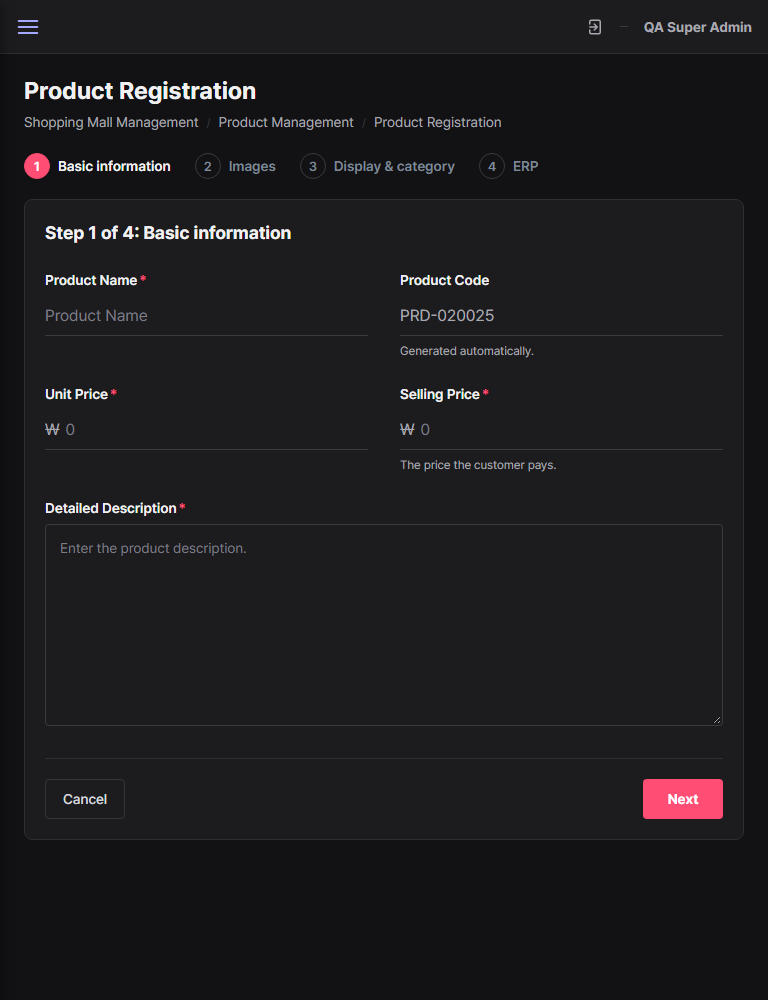 QA Super Admin
Product Registration
Shopping Mall Management / Product Management / Product Registration
1 Basic information 2 Images 3 Display & category 4 ERP
Step 1 of 4: Basic information
Product Name * Product Code
Product Name PRD-020025
Generated automatically.
Unit Price * Selling Price *
₩ 0 ₩ 0
The price the customer pays.
Detailed Description *
Enter the product description.
Cancel Next